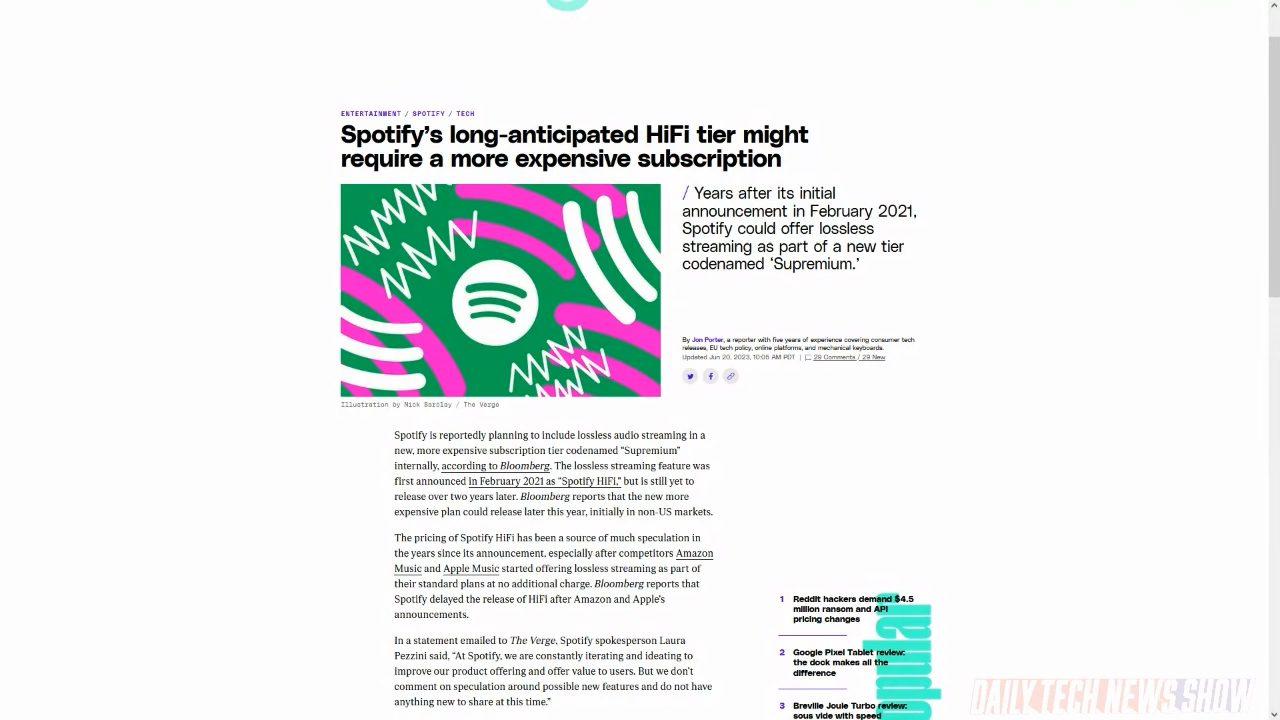 ENTERTAINMENT / SPOTIFY / TECH
Spotify's long-anticipated HiFi tier might
require a more expensive subscription
/ Years after its initial
announcement in February 2021,
Spotify could offer lossless
streaming as part of a new tier
codenamed 'Supremium.'
By Jon Porter, a reporter with five years of experience covering consumer tech
releases, EU tech policy, online platforms, and mechanical keyboards.
Updated Jun 20, 2023, 10:05 AM PDT | 29 Comments / 29 New
Illustration by Nick Barclay / The Verge
Spotify is reportedly planning to include lossless audio streaming in a
new, more expensive subscription tier codenamed “Supremium”
internally, according to Bloomberg. The lossless streaming feature was
first announced in February 2021 as “Spotify HiFi,” but is still yet to
release over two years later. Bloomberg reports that the new more
expensive plan could release later this year, initially in non-US markets.
The pricing of Spotify HiFi has been a source of much speculation in
the years since its announcement, especially after competitors Amazon
Music and Apple Music started offering lossless streaming as part of
their standard plans at no additional charge. Bloomberg reports that
Spotify delayed the release of HiFi after Amazon and Apple's
announcements.
In a statement emailed to The Verge, Spotify spokesperson Laura
Pezzini said, “At Spotify, we are constantly iterating and ideating to
improve our product offering and offer value to users. But we don't
comment on speculation around possible new features and do not have
anything new to share at this time.”
1 Reddit hackers demand $4.5
million ransom and API
pricing changes
2 Google Pixel Tablet review:
the dock makes all the
difference
3 Breville Joule Turbo review:
sous vide with speed
DAILY TECH NEWS SHOW